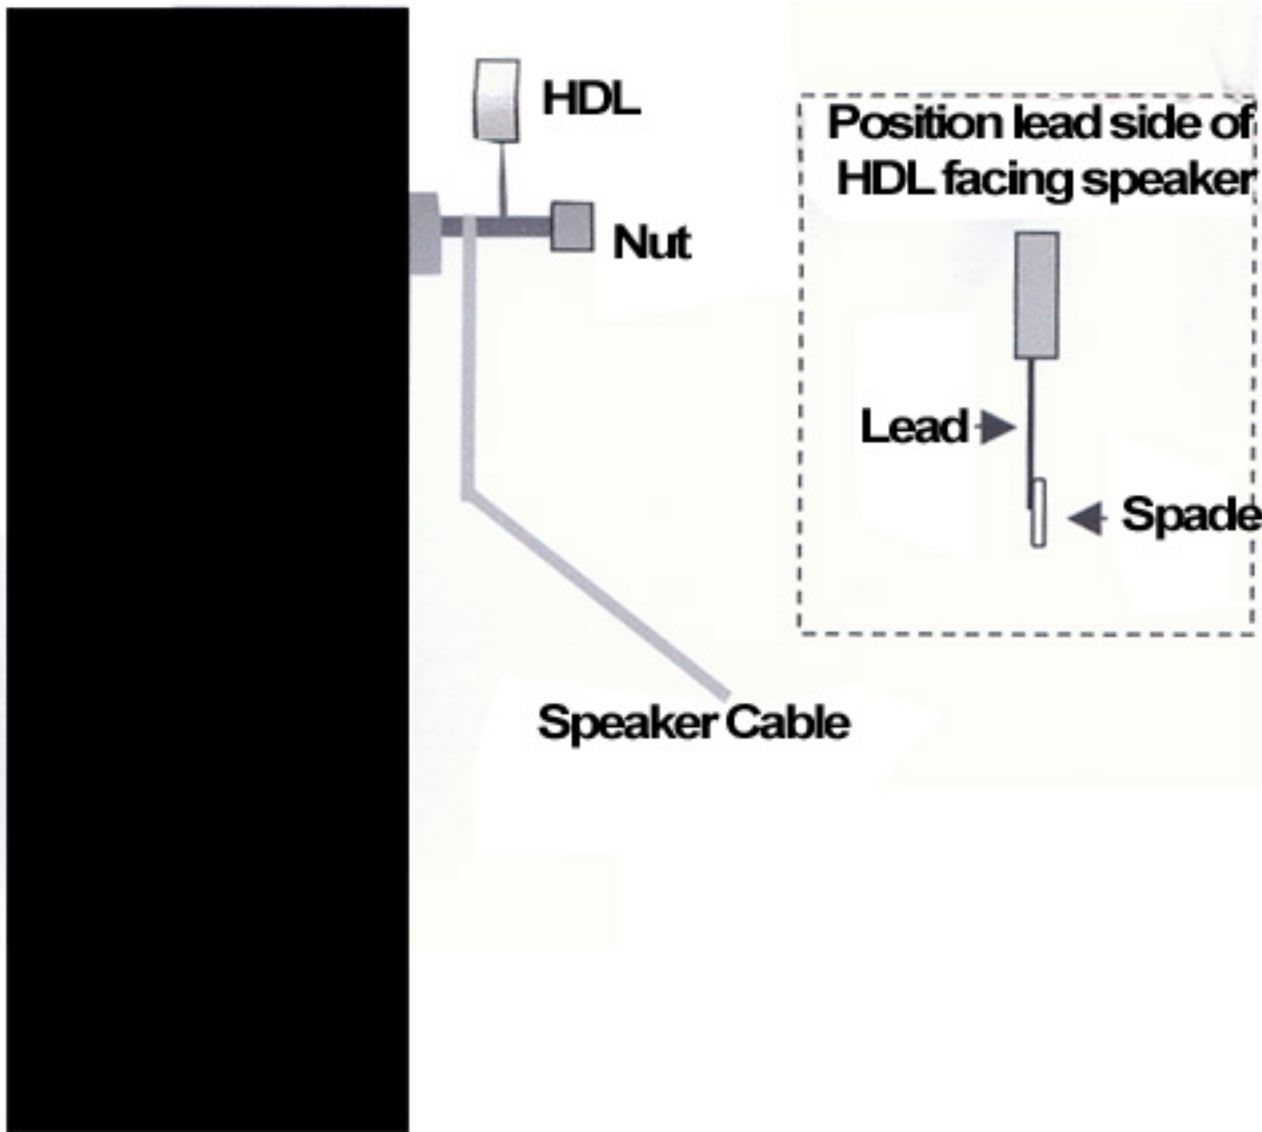 HDL
Nut
Speaker Cable
Position lead side of
HDL facing speaker
Lead
Spade